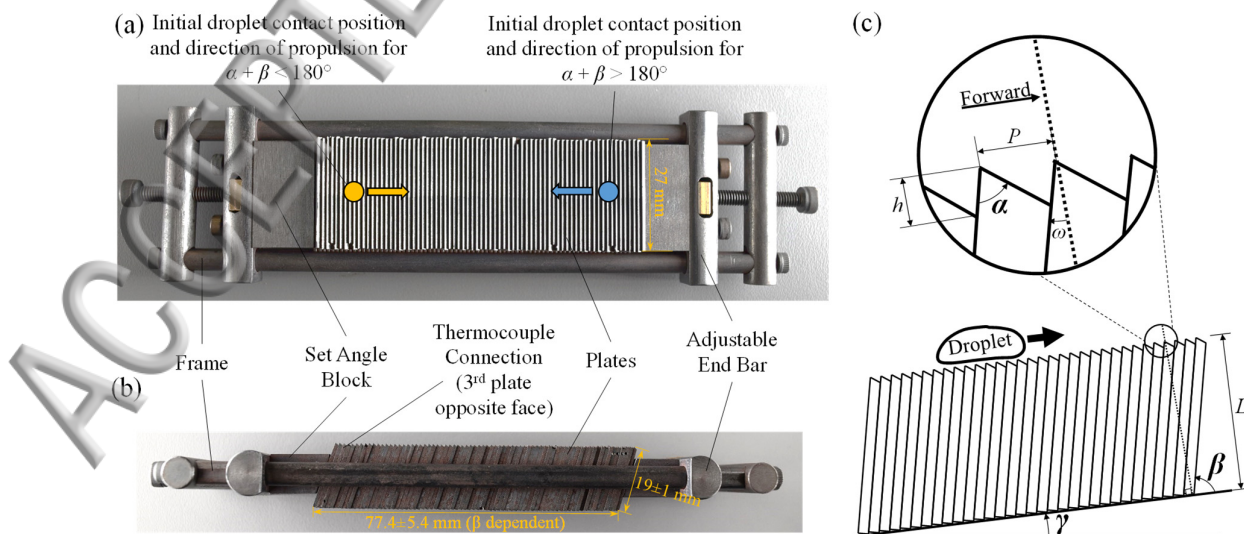 (a)
Initial droplet contact position
and direction of propulsion for
α + β < 180°
Initial droplet contact position
and direction of propulsion for
α + β > 180°
27 mm
Frame
Set Angle
Block
Thermocouple
Connection
(3rd plate
opposite face)
Plates
Adjustable
End Bar
(b)
19±1 mm
77.4±5.4 mm (β dependent)
(c)
Forward
P
h
α
ω
Droplet
L
β
γ